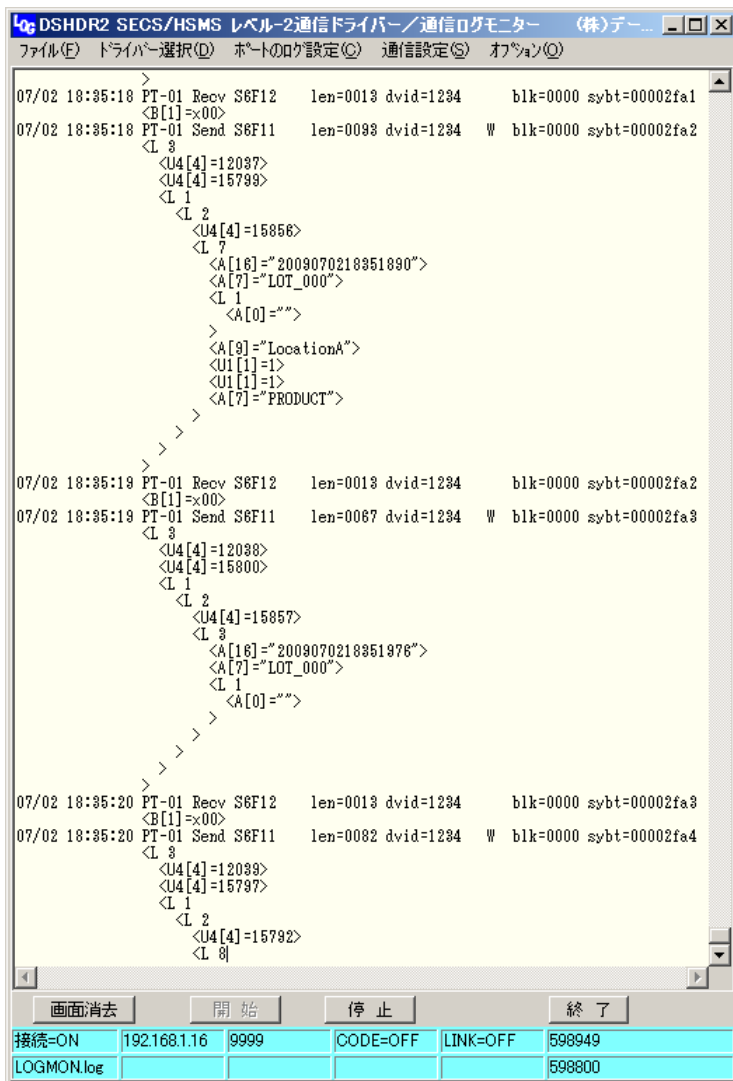 LOG DSHDR2 SECS/HSMS レベル-2通信ドライバー／通信ログモニター (株)デー...
ファイル(F) ドライバー選択(D) ポートのログ設定(C) 通信設定(S) オプション(O)
>
07/02 18:35:18 PT-01 Recv S6F12 len=0013 dvid=1234 blk=0000 sybt=00002fa1
<B[1]=x00>
07/02 18:35:18 PT-01 Send S6F11 len=0093 dvid=1234 W blk=0000 sybt=00002fa2
<L 3
<U4[4]=12037>
<U4[4]=15799>
<L 1
<L 2
<U4[4]=15856>
<L 7
<A[16]="2009070218351890">
<A[7]="LOT_000">
<L 1
<A[0]="">
>
<A[9]="LocationA">
<U1[1]=1>
<U1[1]=1>
<A[7]="PRODUCT">
>
>
>
>
07/02 18:35:19 PT-01 Recv S6F12 len=0013 dvid=1234 blk=0000 sybt=00002fa2
<B[1]=x00>
07/02 18:35:19 PT-01 Send S6F11 len=0067 dvid=1234 W blk=0000 sybt=00002fa3
<L 3
<U4[4]=12038>
<U4[4]=15800>
<L 1
<L 2
<U4[4]=15857>
<L 3
<A[16]="2009070218351976">
<A[7]="LOT_000">
<L 1
<A[0]="">
>
>
>
>
>
07/02 18:35:20 PT-01 Recv S6F12 len=0013 dvid=1234 blk=0000 sybt=00002fa3
<B[1]=x00>
07/02 18:35:20 PT-01 Send S6F11 len=0082 dvid=1234 W blk=0000 sybt=00002fa4
<L 3
<U4[4]=12039>
<U4[4]=15797>
<L 1
<L 2
<U4[4]=15792>
<L 8
画面消去 開 始 停 止 終 了
接続=ON 192.168.1.16 9999 CODE=OFF LINK=OFF 598949
LOGMON.log 598800